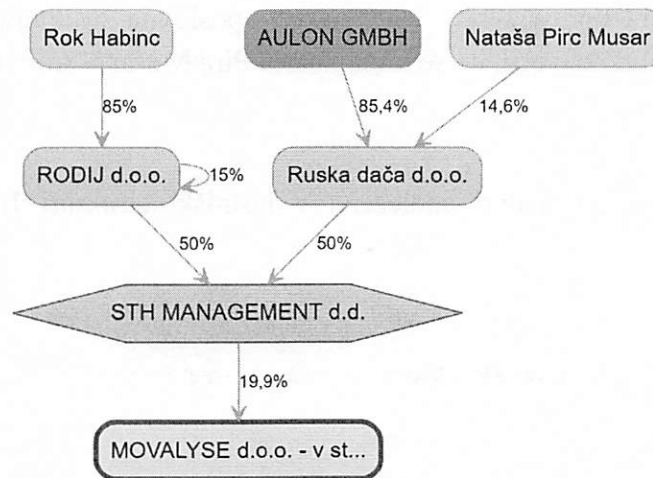 Rok Habinc
AULON GMBH
Nataša Pirc Musar
85%
85,4%
14,6%
RODIJ d.o.o.
15%
Ruska dača d.o.o.
50%
50%
STH MANAGEMENT d.d.
19,9%
MOVALYSE d.o.o. - v st...